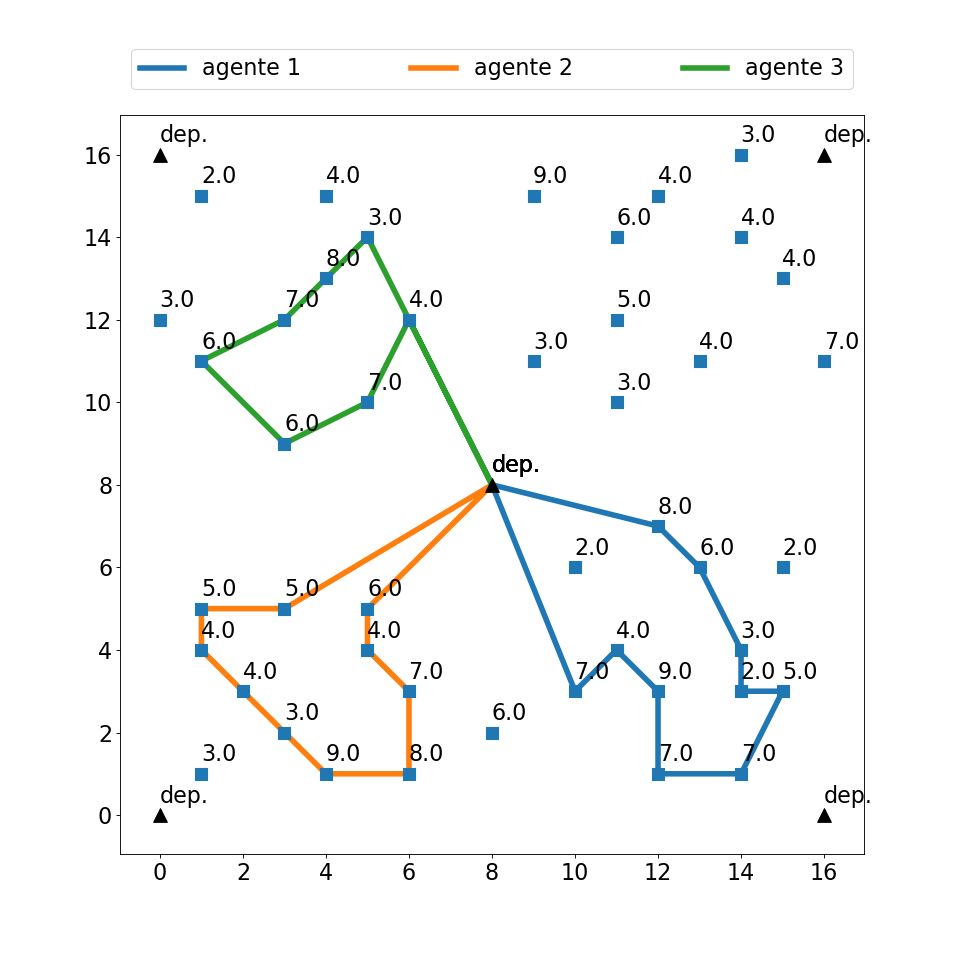 agente 1 agente 2 agente 3
dep. 3.0 dep.
16
2.0 4.0 9.0 4.0
3.0 6.0 4.0
14
8.0 4.0
3.0 7.0 4.0 5.0
12
6.0 3.0 4.0 7.0
7.0 3.0
10
6.0
dep.
8
8.0
2.0 6.0 2.0
6
5.0 5.0 6.0
4.0 4.0 4.0 3.0
4
4.0 7.0 7.0 9.0 2.0 5.0
3.0 6.0
2
3.0 9.0 8.0 7.0 7.0
dep. dep.
0
0 2 4 6 8 10 12 14 16